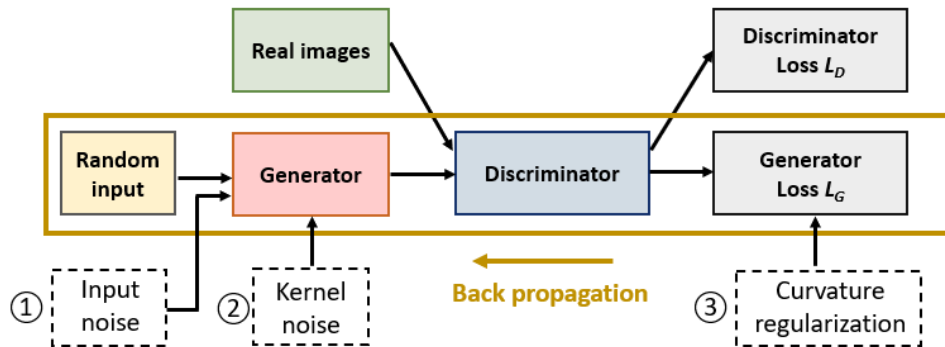 Real images
Discriminator
Loss L_D
Random
input
Generator
Discriminator
Generator
Loss L_G
①
Input
noise
②
Kernel
noise
Back propagation
③
Curvature
regularization